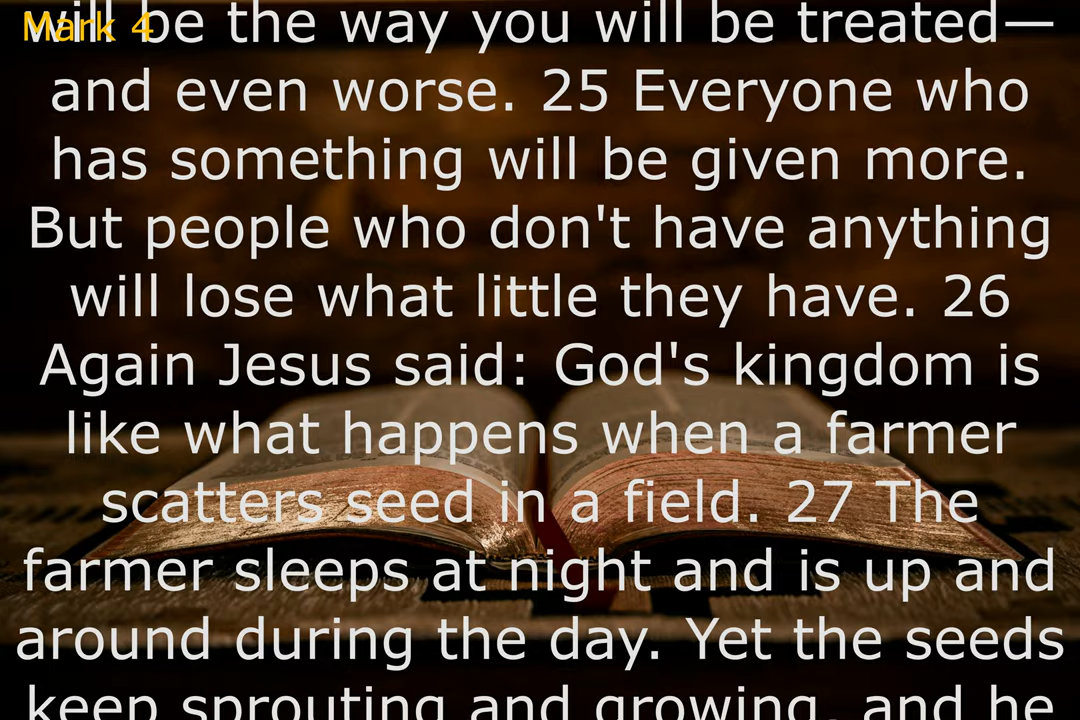 Mark 4
will be the way you will be treated—
and even worse. 25 Everyone who
has something will be given more.
But people who don't have anything
will lose what little they have. 26
Again Jesus said: God's kingdom is
like what happens when a farmer
scatters seed in a field. 27 The
farmer sleeps at night and is up and
around during the day. Yet the seeds
keep sprouting and growing, and he